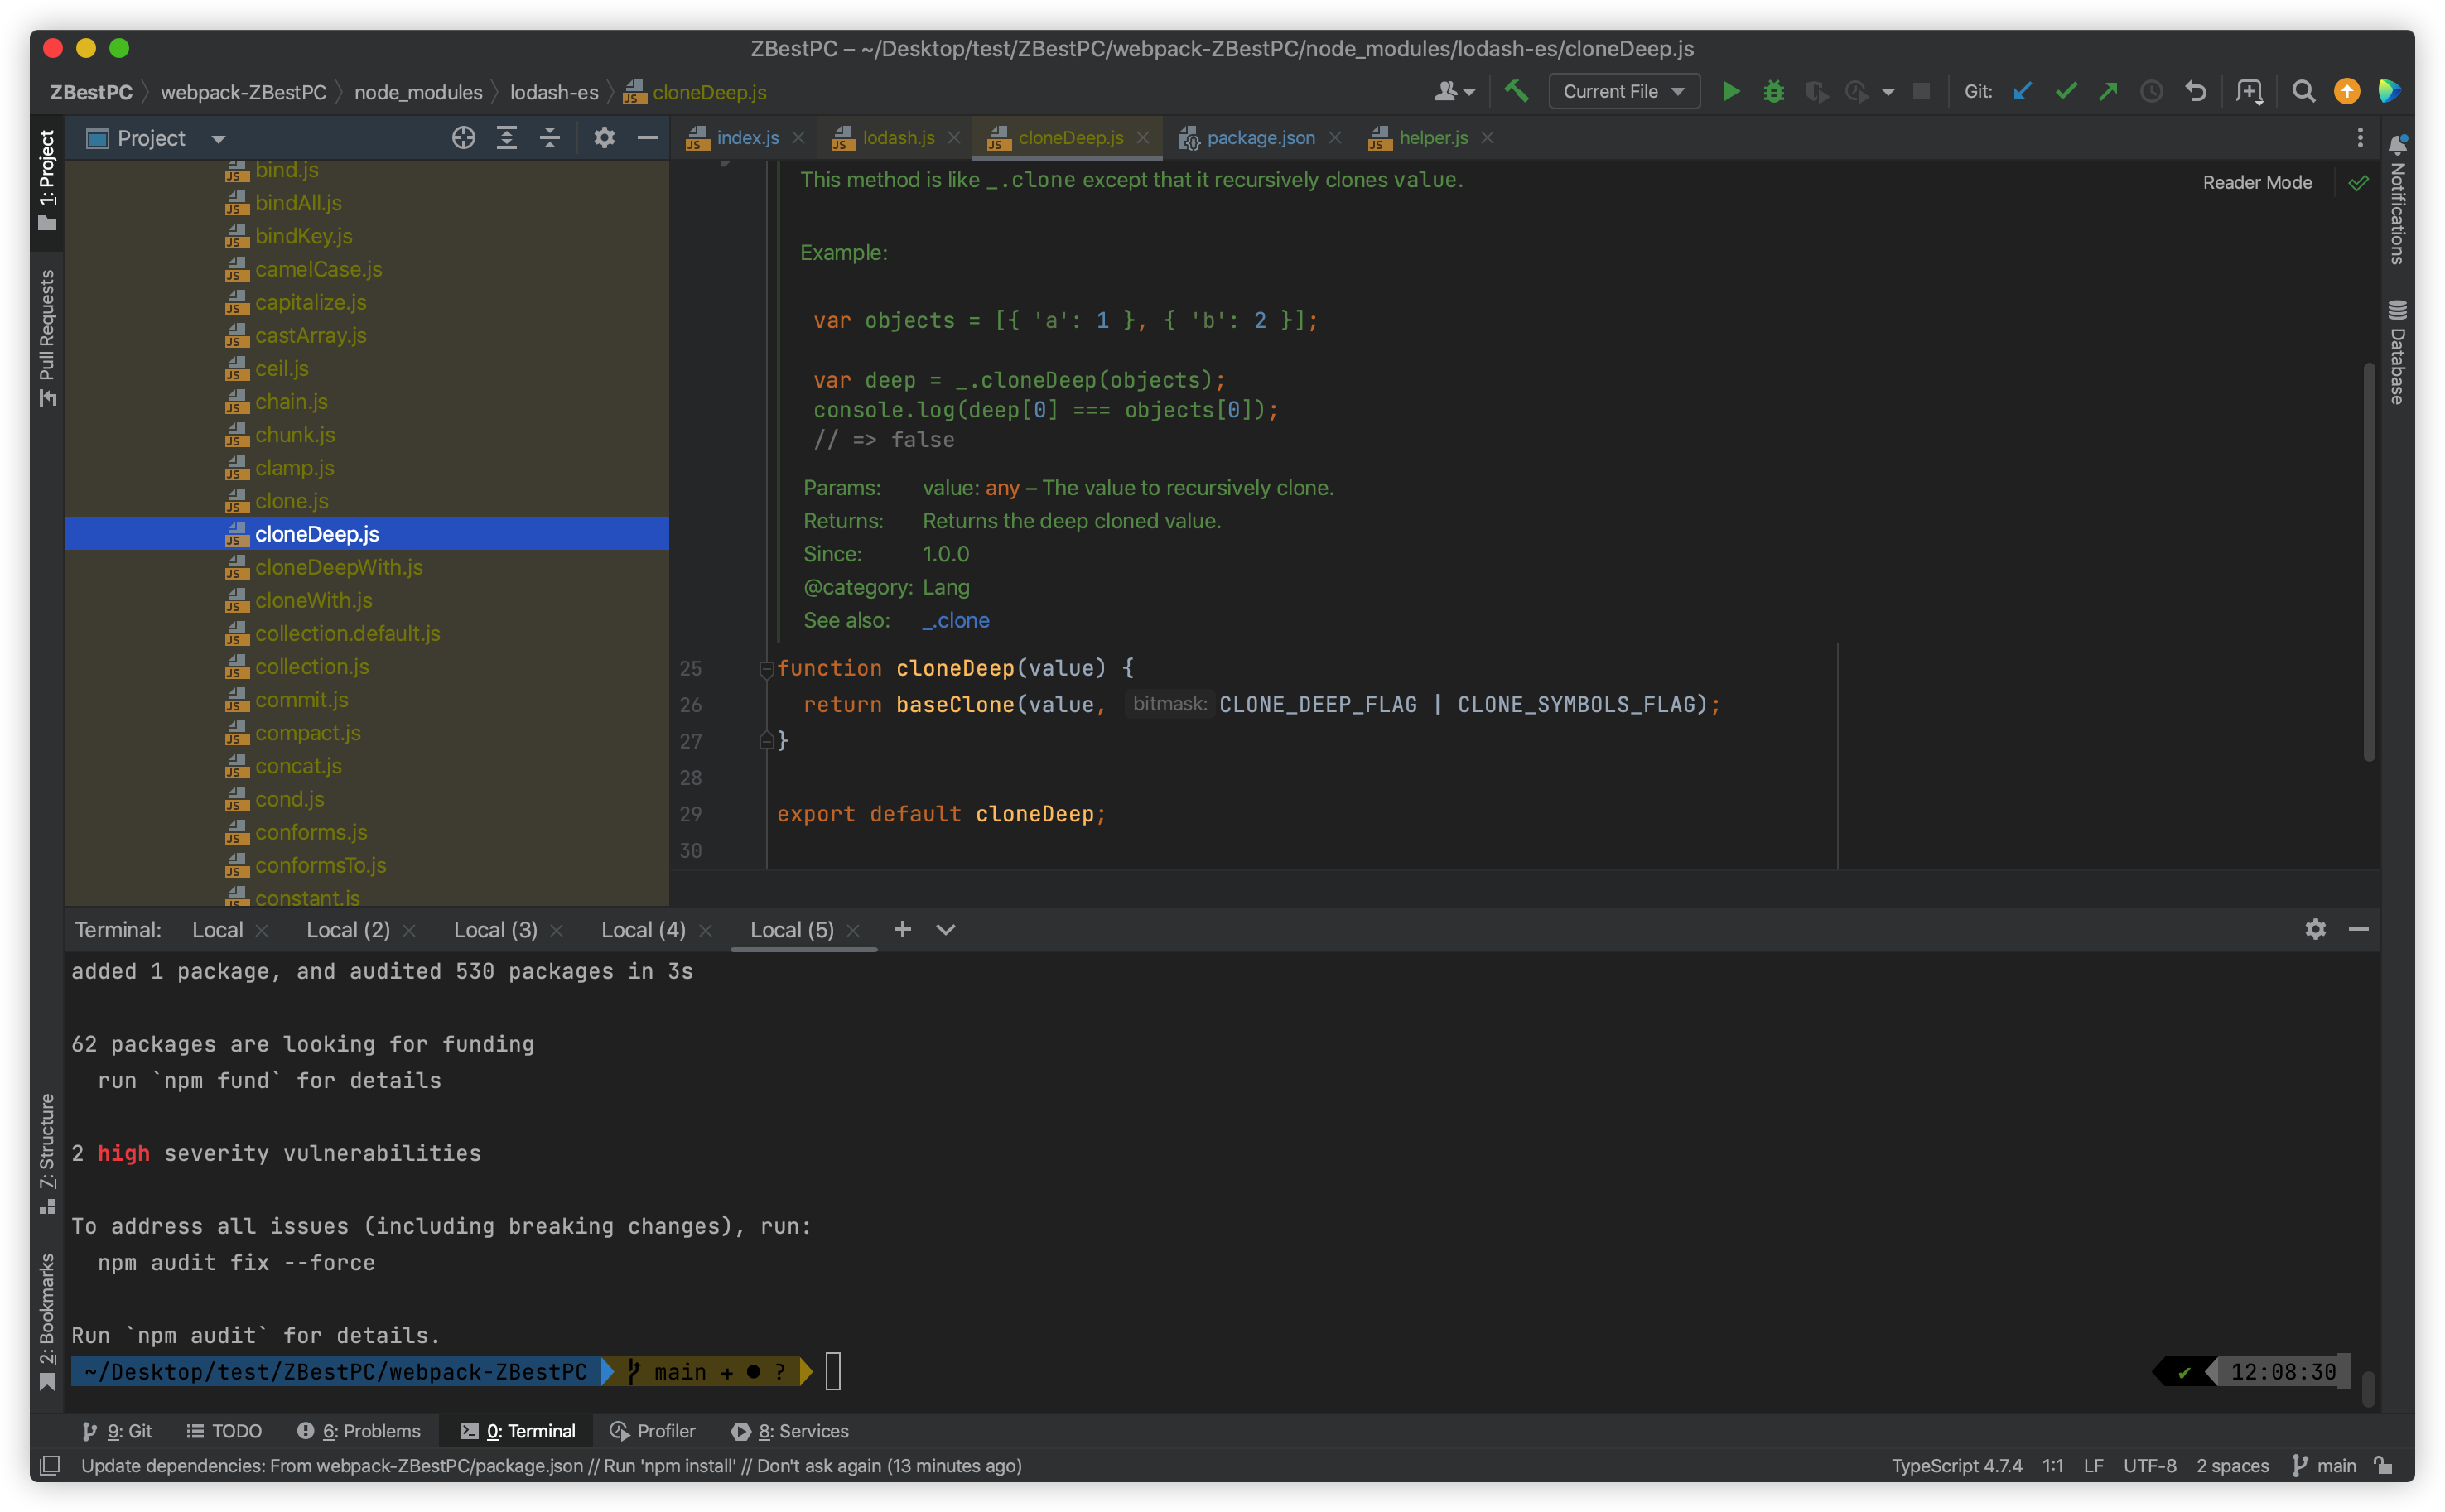 ZBestPC – ~/Desktop/test/ZBestPC/webpack-ZBestPC/node_modules/lodash-es/cloneDeep.js
ZBestPC webpack-ZBestPC node_modules lodash-es cloneDeep.js
Current File
Git:
1: Project
Pull Requests
7: Structure
2: Bookmarks
Project
bind.js
bindAll.js
bindKey.js
camelCase.js
capitalize.js
castArray.js
ceil.js
chain.js
chunk.js
clamp.js
clone.js
cloneDeep.js
cloneDeepWith.js
cloneWith.js
collection.default.js
collection.js
commit.js
compact.js
concat.js
cond.js
conforms.js
conformsTo.js
constant.js
index.js lodash.js cloneDeep.js package.json helper.js
Reader Mode
Notifications
Database
This method is like _.clone except that it recursively clones value.
Example:
var objects = [{ 'a': 1 }, { 'b': 2 }];
var deep = _.cloneDeep(objects);
console.log(deep[0] === objects[0]);
// => false
Params: value: any – The value to recursively clone.
Returns: Returns the deep cloned value.
Since: 1.0.0
@category: Lang
See also: _.clone
25 function cloneDeep(value) {
26 return baseClone(value, bitmask: CLONE_DEEP_FLAG | CLONE_SYMBOLS_FLAG);
27 }
28
29 export default cloneDeep;
30
Terminal: Local Local (2) Local (3) Local (4) Local (5)
added 1 package, and audited 530 packages in 3s
62 packages are looking for funding
run `npm fund` for details
2 high severity vulnerabilities
To address all issues (including breaking changes), run:
npm audit fix --force
Run `npm audit` for details.
~/Desktop/test/ZBestPC/webpack-ZBestPC main + ● ? ✔ 12:08:30
9: Git TODO 6: Problems 0: Terminal Profiler 8: Services
Update dependencies: From webpack-ZBestPC/package.json // Run 'npm install' // Don't ask again (13 minutes ago) TypeScript 4.7.4 1:1 LF UTF-8 2 spaces main